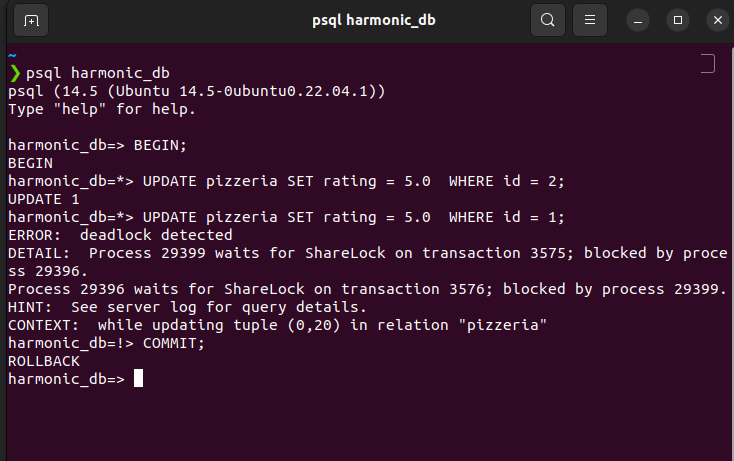 psql harmonic_db
~
❯ psql harmonic_db
psql (14.5 (Ubuntu 14.5-0ubuntu0.22.04.1))
Type "help" for help.
harmonic_db=> BEGIN;
BEGIN
harmonic_db=*> UPDATE pizzeria SET rating = 5.0  WHERE id = 2;
UPDATE 1
harmonic_db=*> UPDATE pizzeria SET rating = 5.0  WHERE id = 1;
ERROR:  deadlock detected
DETAIL:  Process 29399 waits for ShareLock on transaction 3575; blocked by proce
ss 29396.
Process 29396 waits for ShareLock on transaction 3576; blocked by process 29399.
HINT:  See server log for query details.
CONTEXT:  while updating tuple (0,20) in relation "pizzeria"
harmonic_db=!> COMMIT;
ROLLBACK
harmonic_db=>